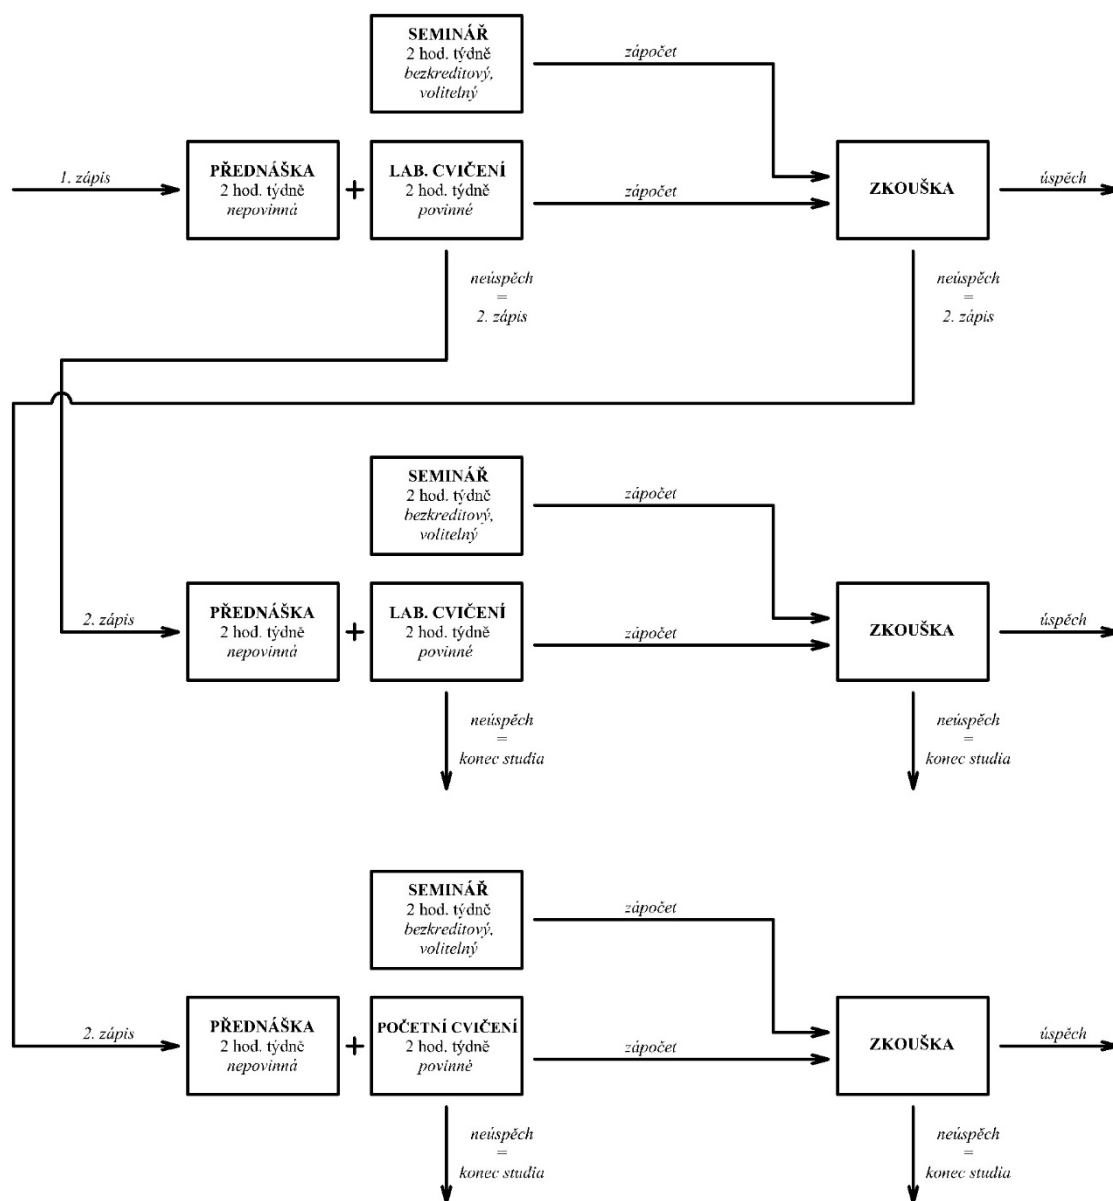 SEMINÁŘ
2 hod. týdně
bezkreditový,
volitelný
zápočet
1. zápis
PŘEDNÁŠKA
2 hod. týdně
nepovinná
+
LAB. CVIČENÍ
2 hod. týdně
povinné
zápočet
ZKOUŠKA
úspěch
neúspěch
=
2. zápis
neúspěch
=
2. zápis
SEMINÁŘ
2 hod. týdně
bezkreditový,
volitelný
zápočet
2. zápis
PŘEDNÁŠKA
2 hod. týdně
nepovinná
+
LAB. CVIČENÍ
2 hod. týdně
povinné
zápočet
ZKOUŠKA
úspěch
neúspěch
=
konec studia
neúspěch
=
konec studia
SEMINÁŘ
2 hod. týdně
bezkreditový,
volitelný
zápočet
2. zápis
PŘEDNÁŠKA
2 hod. týdně
nepovinná
+
POČETNÍ CVIČENÍ
2 hod. týdně
povinné
zápočet
ZKOUŠKA
úspěch
neúspěch
=
konec studia
neúspěch
=
konec studia